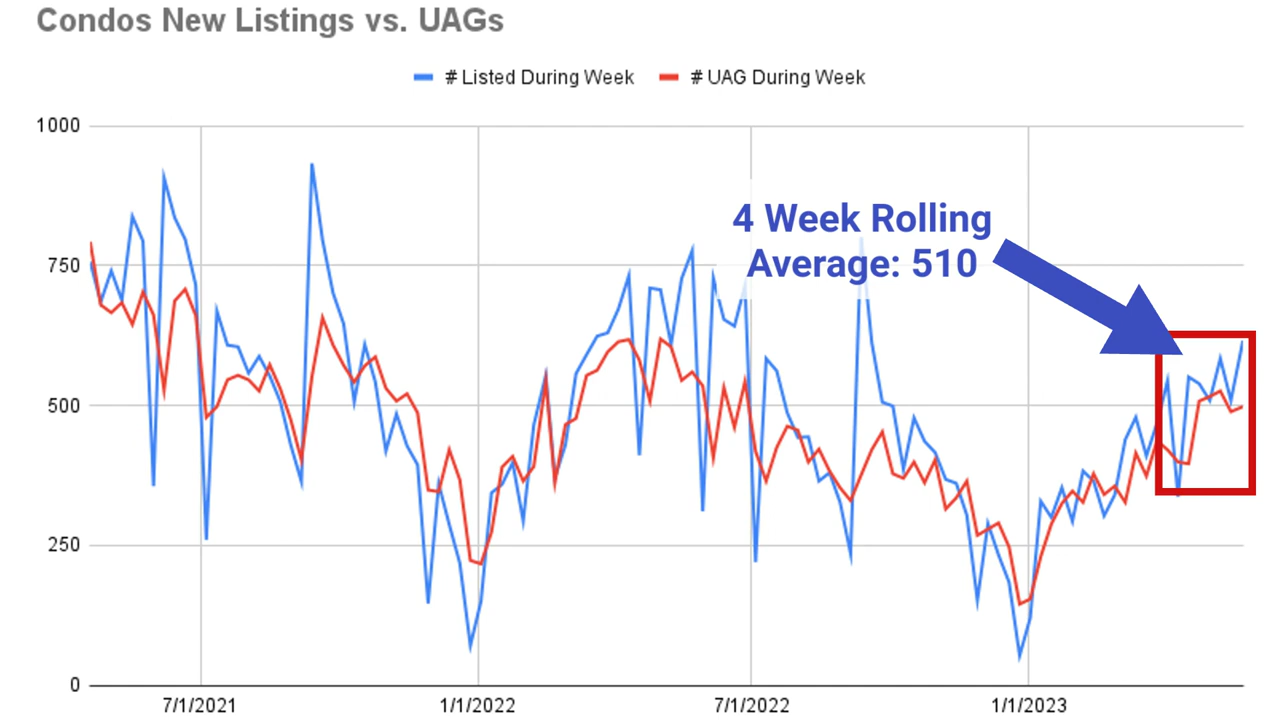 Condos New Listings vs. UAGs
# Listed During Week # UAG During Week
1000
750
500
250
0
4 Week Rolling
Average: 510
7/1/2021 1/1/2022 7/1/2022 1/1/2023